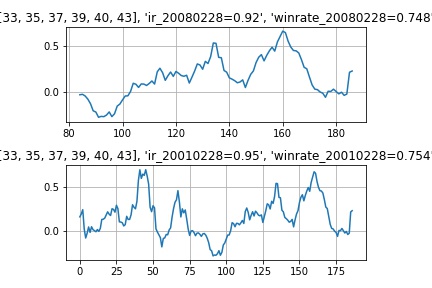 [33, 35, 37, 39, 40, 43], 'ir_20080228=0.92', 'winrate_20080228=0.748'
0.5
0.0
80 100 120 140 160 180
[33, 35, 37, 39, 40, 43], 'ir_20010228=0.95', 'winrate_20010228=0.754'
0.5
0.0
0 25 50 75 100 125 150 175